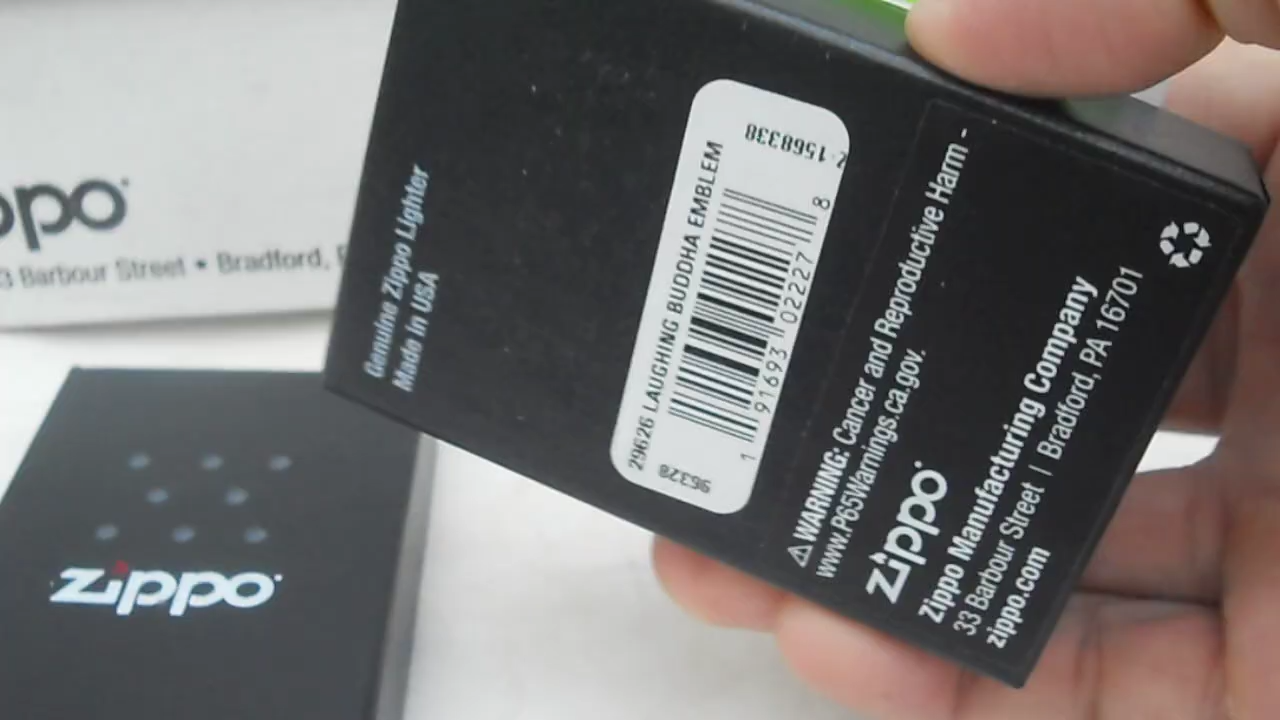 ppo
3 Barbour Street • Bradford, P
zippo
Genuine Zippo Lighter
Made in USA
29626 LAUGHING BUDDHA EMBLEM
1 91693 02227 8
96328
1568338
⚠WARNING: Cancer and Reproductive Harm -
www.P65Warnings.ca.gov.
zippo
Zippo Manufacturing Company
33 Barbour Street | Bradford, PA 16701
zippo.com